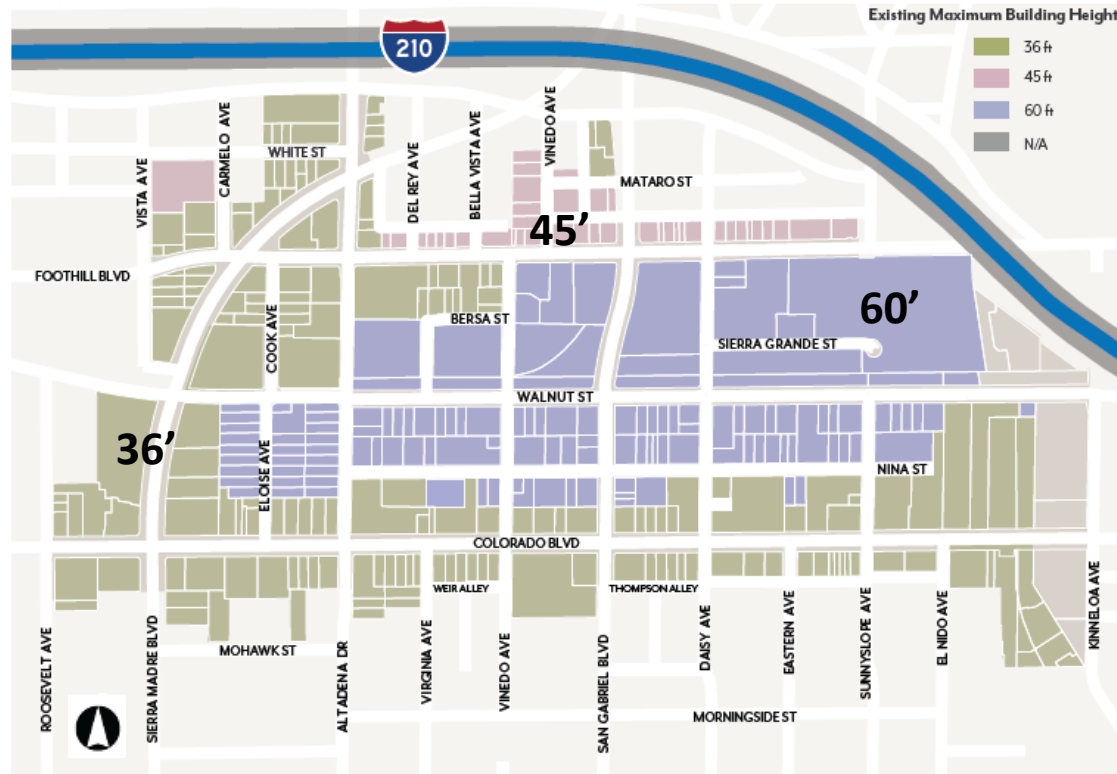 Existing Maximum Building Height
36 ft
45 ft
60 ft
N/A
210
VISTA AVE
CARMELO AVE
WHITE ST
DEL REY AVE
BELLA VISTA AVE
VINEDO AVE
MATARO ST
45'
FOOTHILL BLVD
COOK AVE
BERSA ST
60'
SIERRA GRANDE ST
WALNUT ST
36'
ELOISE AVE
NINA ST
COLORADO BLVD
WEIR ALLEY
THOMPSON ALLEY
ROOSEVELT AVE
SIERRA MADRE BLVD
MOHAWK ST
ALTADENA DR
VIRGINIA AVE
VINEDO AVE
SAN GABRIEL BLVD
DAISY AVE
EASTERN AVE
SUNNYSLOPE AVE
EL NIDO AVE
KINNELOA AVE
MORNINGSIDE ST